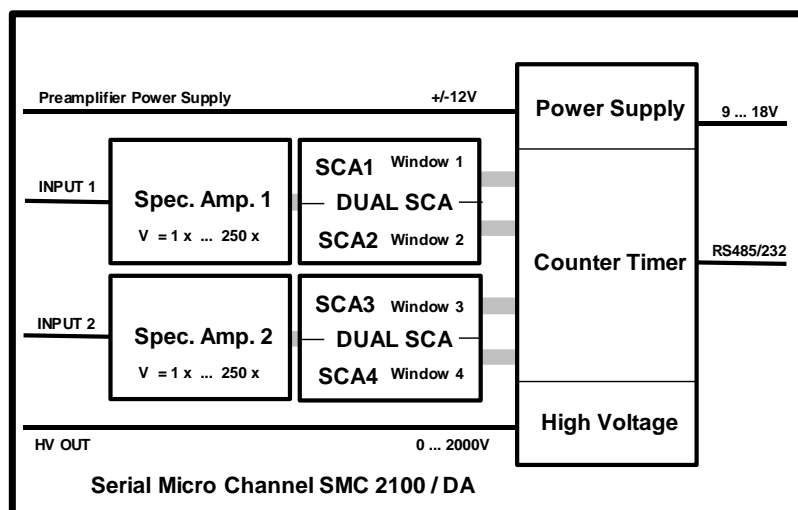 Preamplifier Power Supply
+/-12V
Power Supply
9 ... 18V
INPUT 1
Spec. Amp. 1
V = 1 x ... 250 x
SCA1 Window 1
DUAL SCA
SCA2 Window 2
Counter Timer
RS485/232
INPUT 2
Spec. Amp. 2
V = 1 x ... 250 x
SCA3 Window 3
DUAL SCA
SCA4 Window 4
High Voltage
HV OUT
0 ... 2000V
Serial Micro Channel SMC 2100 / DA